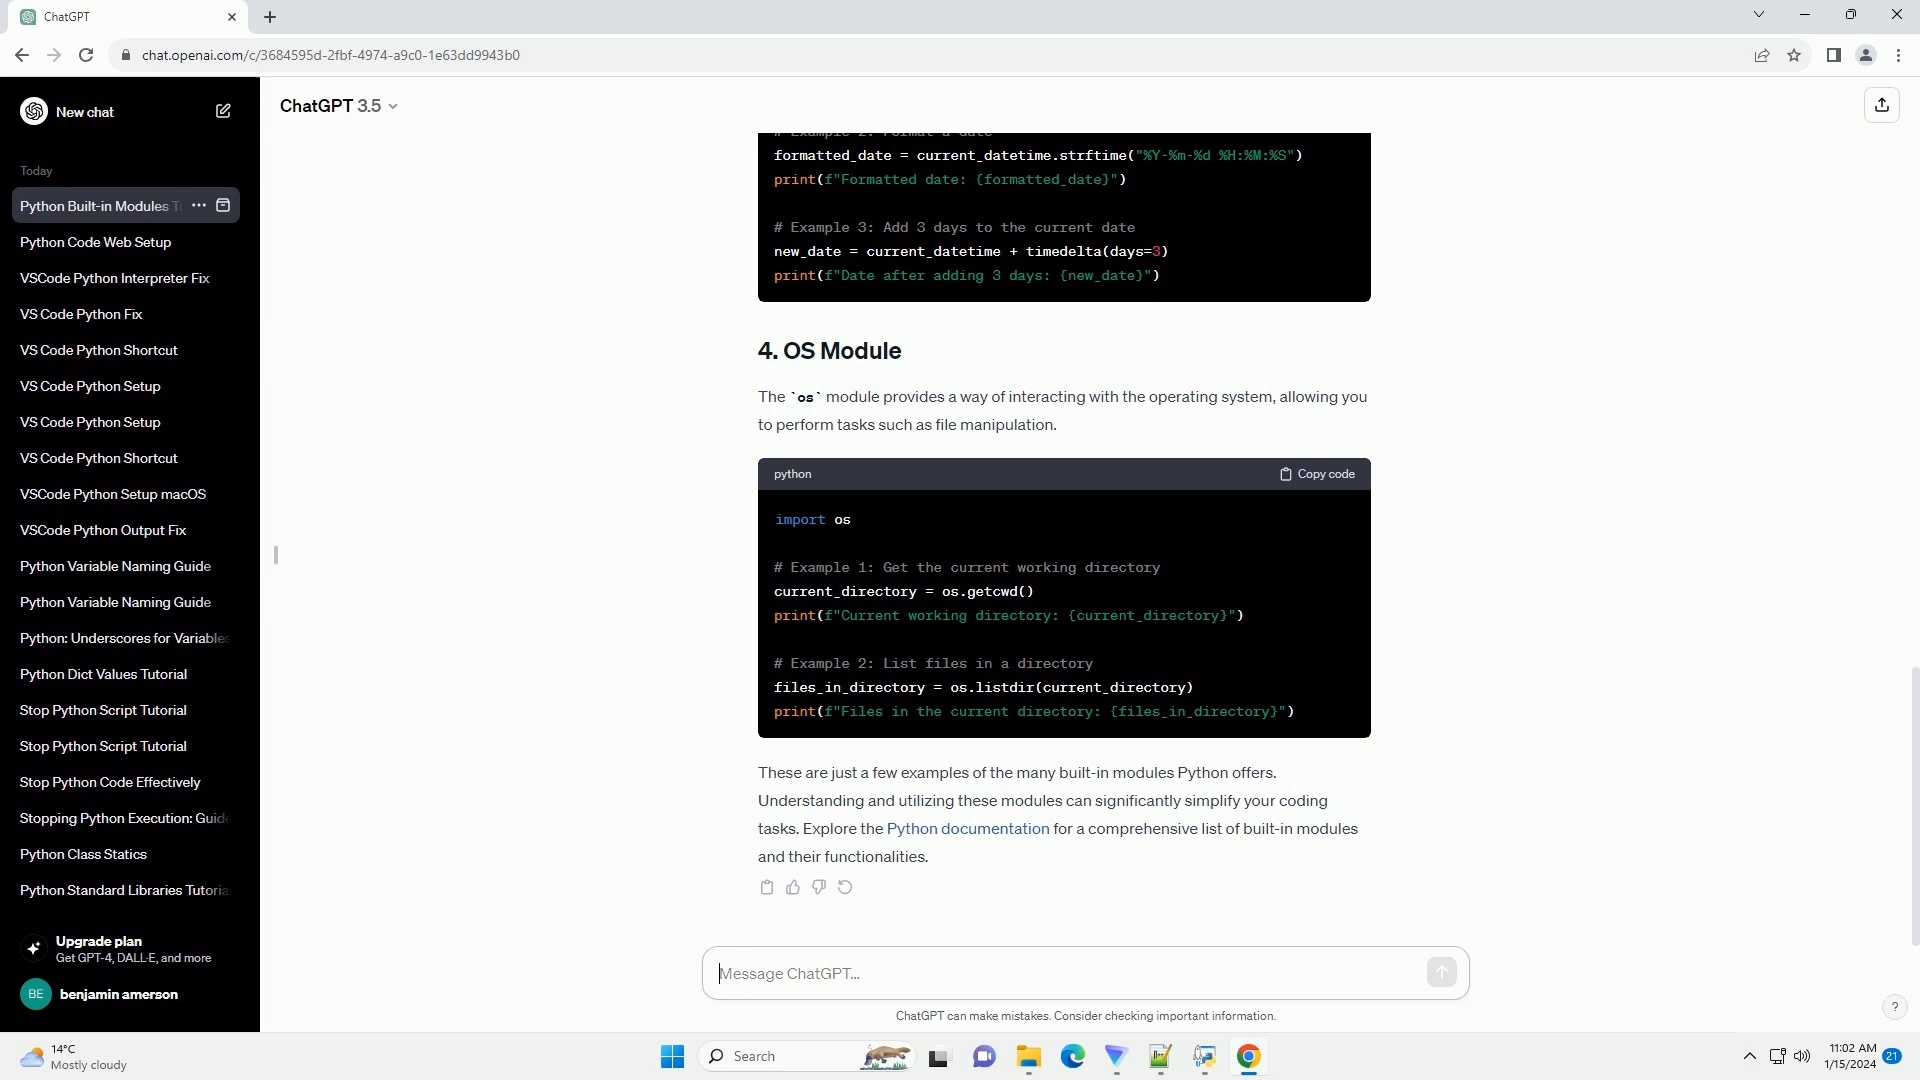 ChatGPT
chat.openai.com/c/3684595d-2fbf-4974-a9c0-1e63dd9943b0
New chat
Today
Python Built-in Modules
Python Code Web Setup
VSCode Python Interpreter Fix
VS Code Python Fix
VS Code Python Shortcut
VS Code Python Setup
VS Code Python Setup
VS Code Python Shortcut
VSCode Python Setup macOS
VSCode Python Output Fix
Python Variable Naming Guide
Python Variable Naming Guide
Python: Underscores for Variables
Python Dict Values Tutorial
Stop Python Script Tutorial
Stop Python Script Tutorial
Stop Python Code Effectively
Stopping Python Execution: Guide
Python Class Statics
Python Standard Libraries Tutoria
Upgrade plan
Get GPT-4, DALL·E, and more
BE benjamin amerson
ChatGPT 3.5
# Example 2: Format a date
formatted_date = current_datetime.strftime("%Y-%m-%d %H:%M:%S")
print(f"Formatted date: {formatted_date}")
# Example 3: Add 3 days to the current date
new_date = current_datetime + timedelta(days=3)
print(f"Date after adding 3 days: {new_date}")
4. OS Module
The `os` module provides a way of interacting with the operating system, allowing you
to perform tasks such as file manipulation.
python Copy code
import os
# Example 1: Get the current working directory
current_directory = os.getcwd()
print(f"Current working directory: {current_directory}")
# Example 2: List files in a directory
files_in_directory = os.listdir(current_directory)
print(f"Files in the current directory: {files_in_directory}")
These are just a few examples of the many built-in modules Python offers.
Understanding and utilizing these modules can significantly simplify your coding
tasks. Explore the Python documentation for a comprehensive list of built-in modules
and their functionalities.
Message ChatGPT...
ChatGPT can make mistakes. Consider checking important information.
?
14°C
Mostly cloudy
Search
11:02 AM
1/15/2024
21